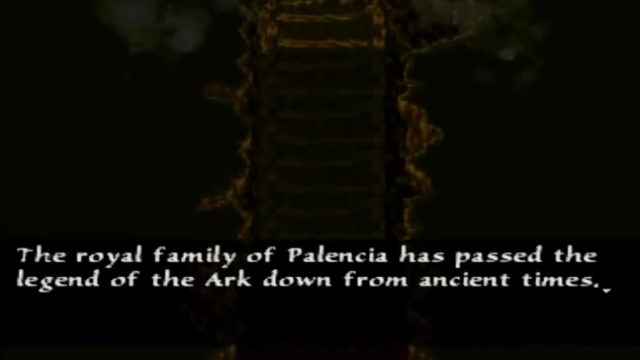 The royal family of Palencia has passed the
legend of the Ark down from ancient times.